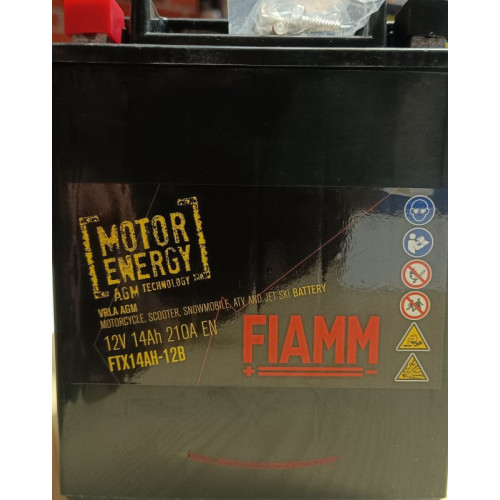 MOTOR
ENERGY
AGM TECHNOLOGY
VRLA AGM
MOTORCYCLE, SCOOTER, SNOWMOBILE, ATV AND JET SKI BATTERY
12V 14Ah 210A EN
FTX14AH-12B
FIAMM
+ -